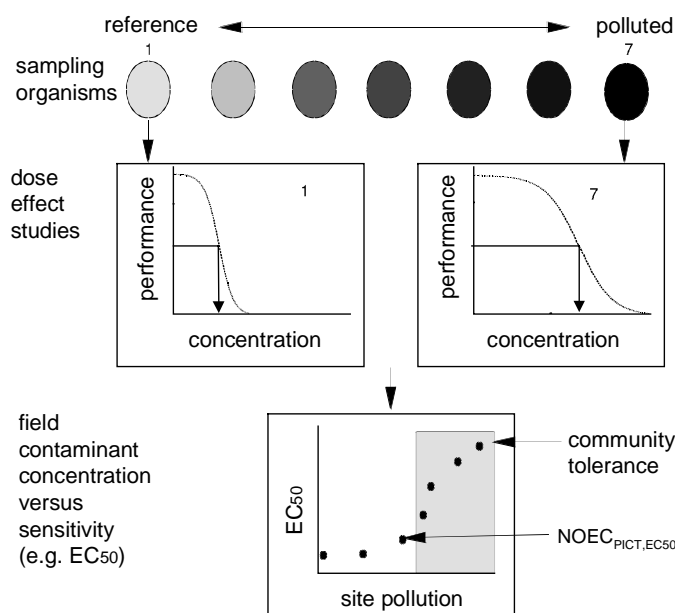 reference
polluted
1
7
sampling
organisms
dose
effect
studies
performance
1
concentration
performance
7
concentration
field
contaminant
concentration
versus
sensitivity
(e.g. EC50)
EC50
site pollution
community
tolerance
NOECPICT,EC50